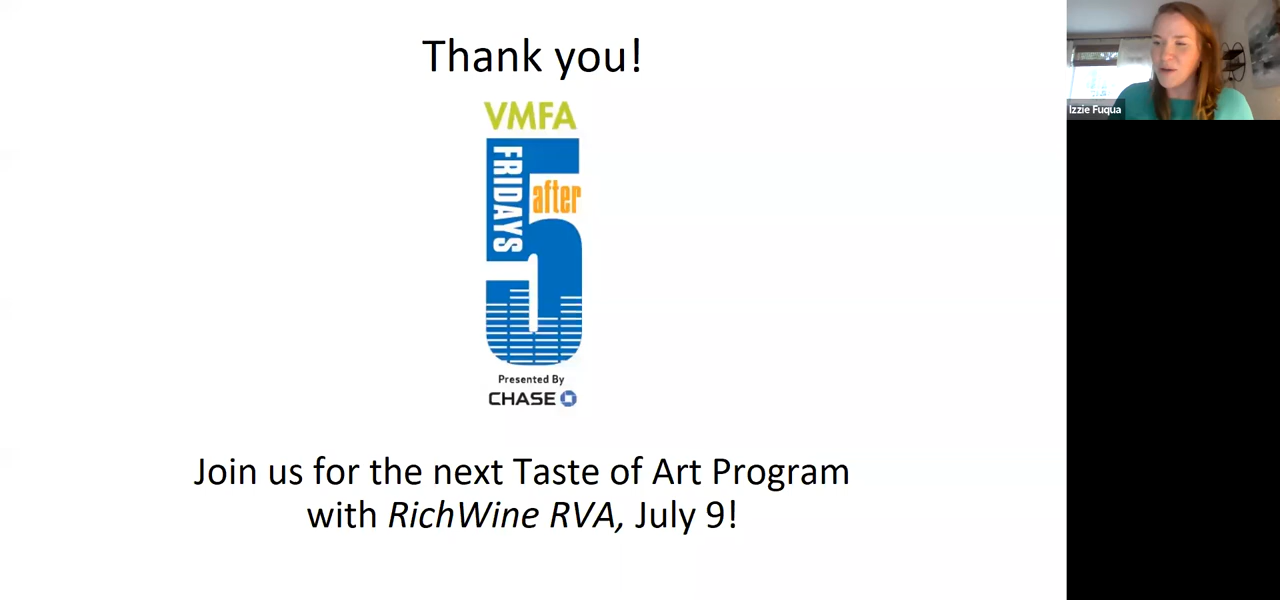 Thank you!
VMFA
FRIDAYS
after
5
Presented By
CHASE
Join us for the next Taste of Art Program
with RichWine RVA, July 9!
Izzie Fuqua